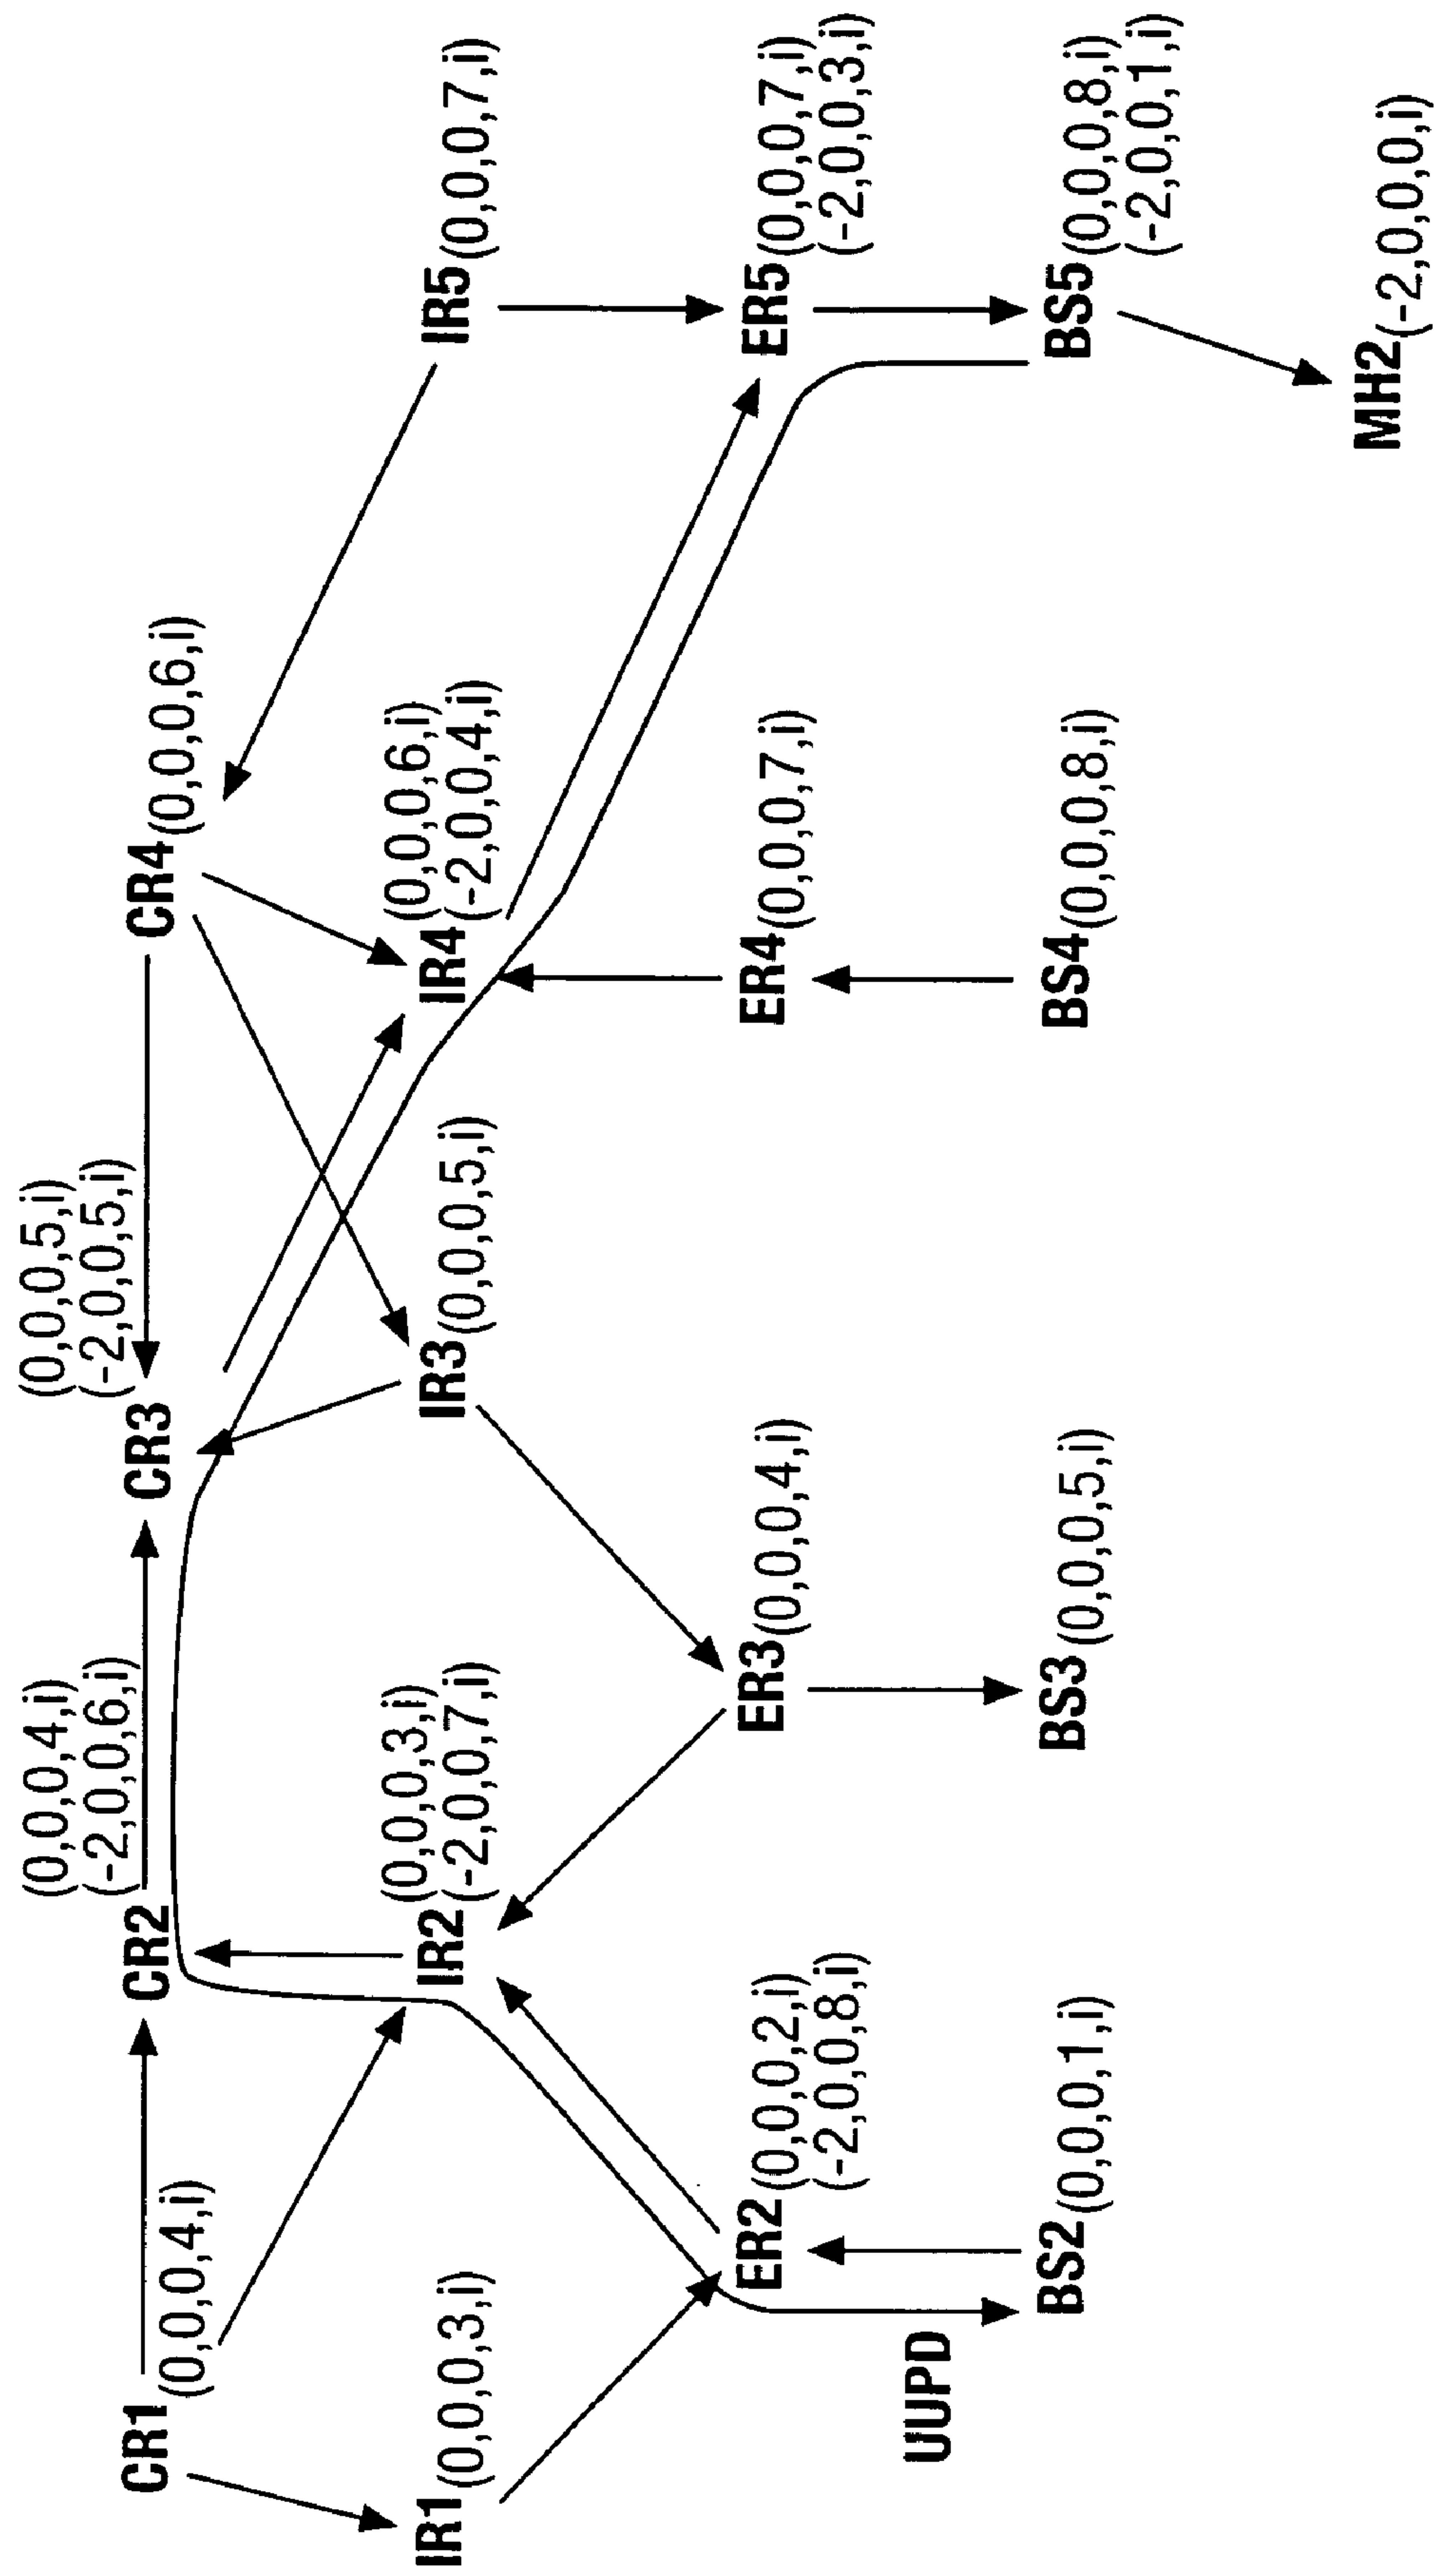 CR1
(0,0,0,4,i)
CR2
(0,0,0,4,i)
(-2,0,0,6,i)
CR3
(0,0,0,5,i)
(-2,0,0,5,i)
CR4
(0,0,0,6,i)
IR1
(0,0,0,3,i)
IR2
(0,0,0,3,i)
(-2,0,0,7,i)
IR3
(0,0,0,5,i)
IR4
(0,0,0,6,i)
(-2,0,0,4,i)
IR5
(0,0,0,7,i)
ER2
(0,0,0,2,i)
(-2,0,0,8,i)
ER3
(0,0,0,4,i)
ER4
(0,0,0,7,i)
ER5
(0,0,0,7,i)
(-2,0,0,3,i)
UUPD
BS2
(0,0,0,1,i)
BS3
(0,0,0,5,i)
BS4
(0,0,0,8,i)
BS5
(0,0,0,8,i)
(-2,0,0,1,i)
MH2
(-2,0,0,0,i)